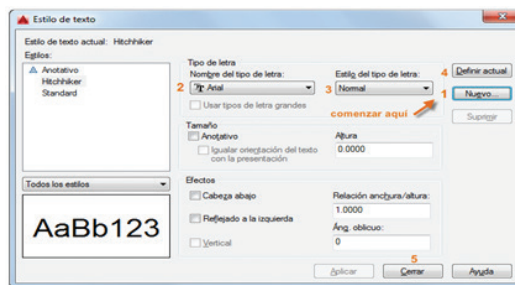 Estilo de texto
Estilo de texto actual: Hitchhiker
Estilos:
Anotativo
Hitchhiker
Standard
Todos los estilos
AaBb123
Tipo de letra
Nombre del tipo de letra:
2 Arial
Usar tipos de letra grandes
Estilo del tipo de letra:
3 Normal
comenzar aquí
4 Definir actual
1 Nuevo...
Suprimir
Tamaño
Anotativo
Igualar orientación del texto
con la presentación
Altura
0.0000
Efectos
Cabeza abajo
Reflejado a la izquierda
Vertical
Relación anchura/altura:
1.0000
Áng. oblicuo:
0
5
Aplicar
Cerrar
Ayuda